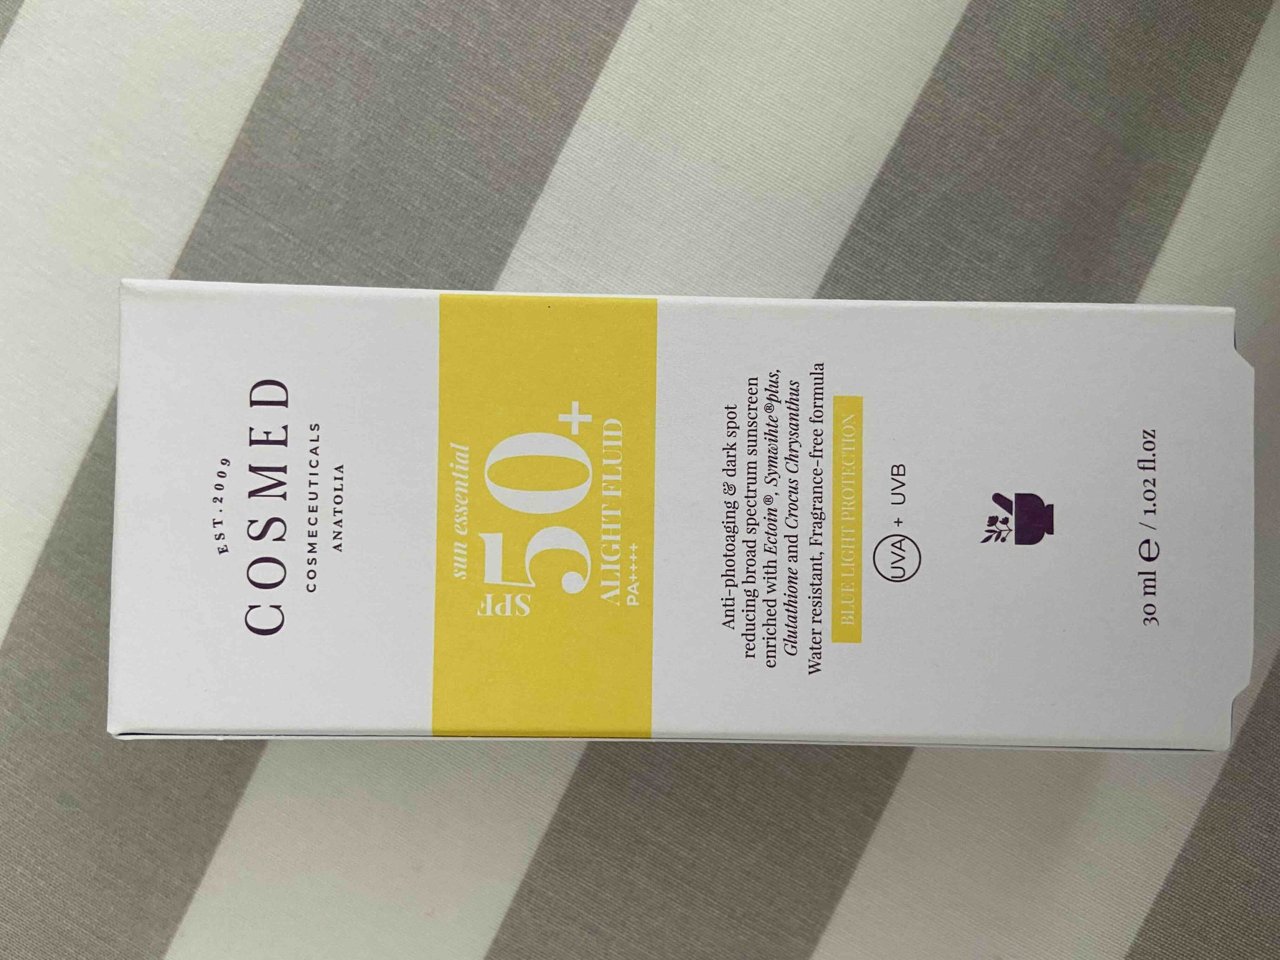 EST.2009
COSMED
COSMECEUTICALS
ANATOLIA
sun essential
SPF 50+
ALIGHT FLUID
PA++++
Anti-photoaging & dark spot
reducing broad spectrum sunscreen
enriched with Ectoin®, Symwihte®plus,
Glutathione and Crocus Chrysanthus
Water resistant, Fragrance-free formula
BLUE LIGHT PROTECTION
UVA + UVB
30 ml e / 1.02 fl.oz